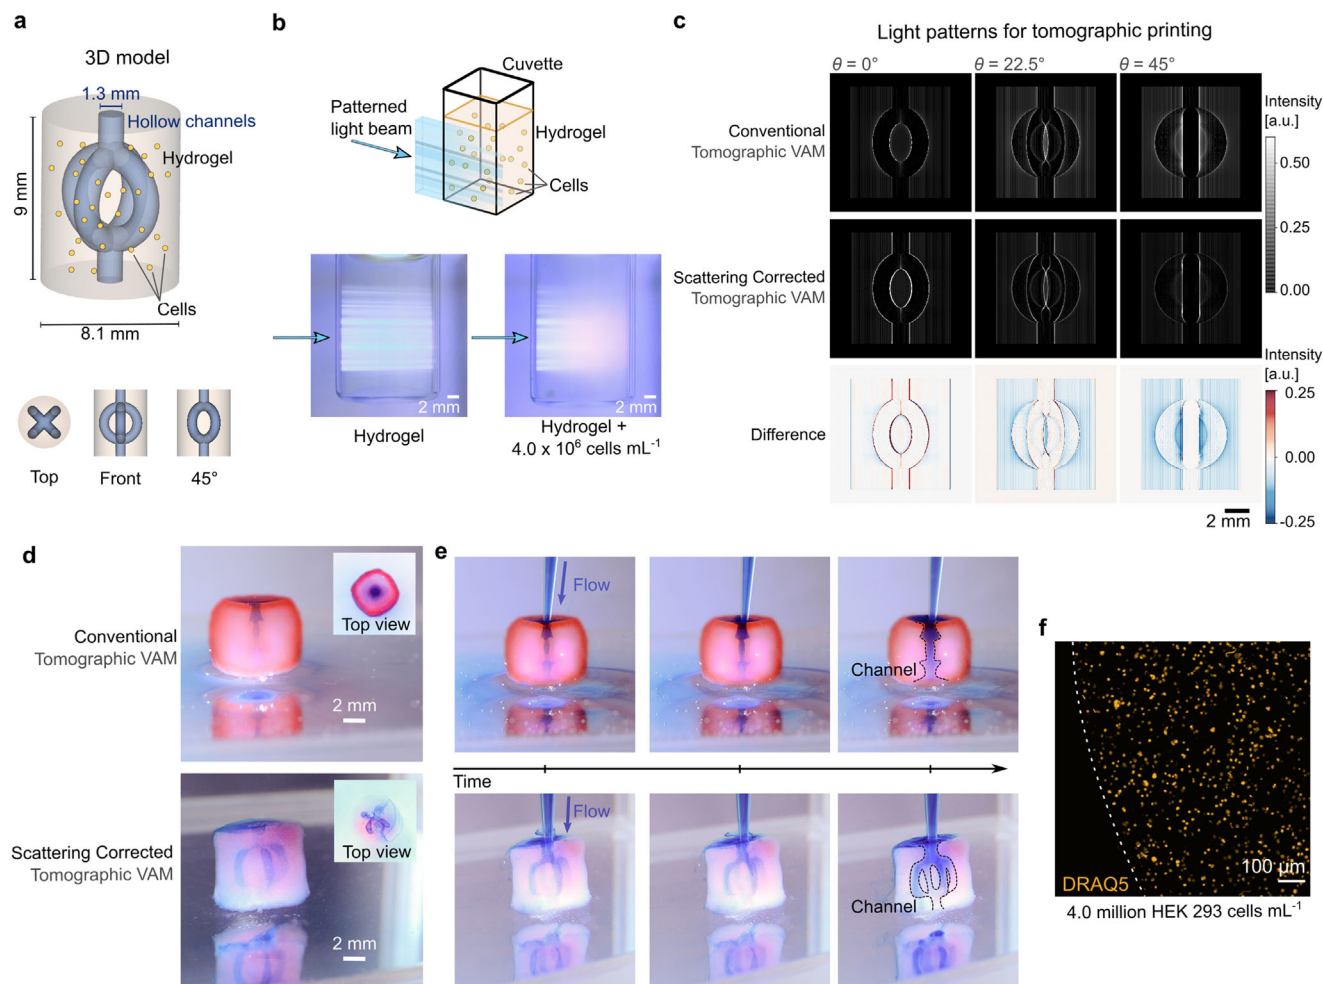 a
3D model
1.3 mm
Hollow channels
Hydrogel
9 mm
Cells
8.1 mm
Top
Front
45°
b
Cuvette
Patterned
light beam
Hydrogel
Cells
2 mm
2 mm
Hydrogel
Hydrogel +
4.0 x 10⁶ cells mL⁻¹
c
Light patterns for tomographic printing
θ = 0°
θ = 22.5°
θ = 45°
Conventional
Tomographic VAM
Scattering Corrected
Tomographic VAM
Difference
Intensity
[a.u.]
0.50
0.25
0.00
Intensity
[a.u.]
0.25
0.00
-0.25
2 mm
d
Conventional
Tomographic VAM
Top view
2 mm
Scattering Corrected
Tomographic VAM
Top view
2 mm
e
Flow
Channel
Time
Flow
Channel
f
DRAQ5
100 µm
4.0 million HEK 293 cells mL⁻¹